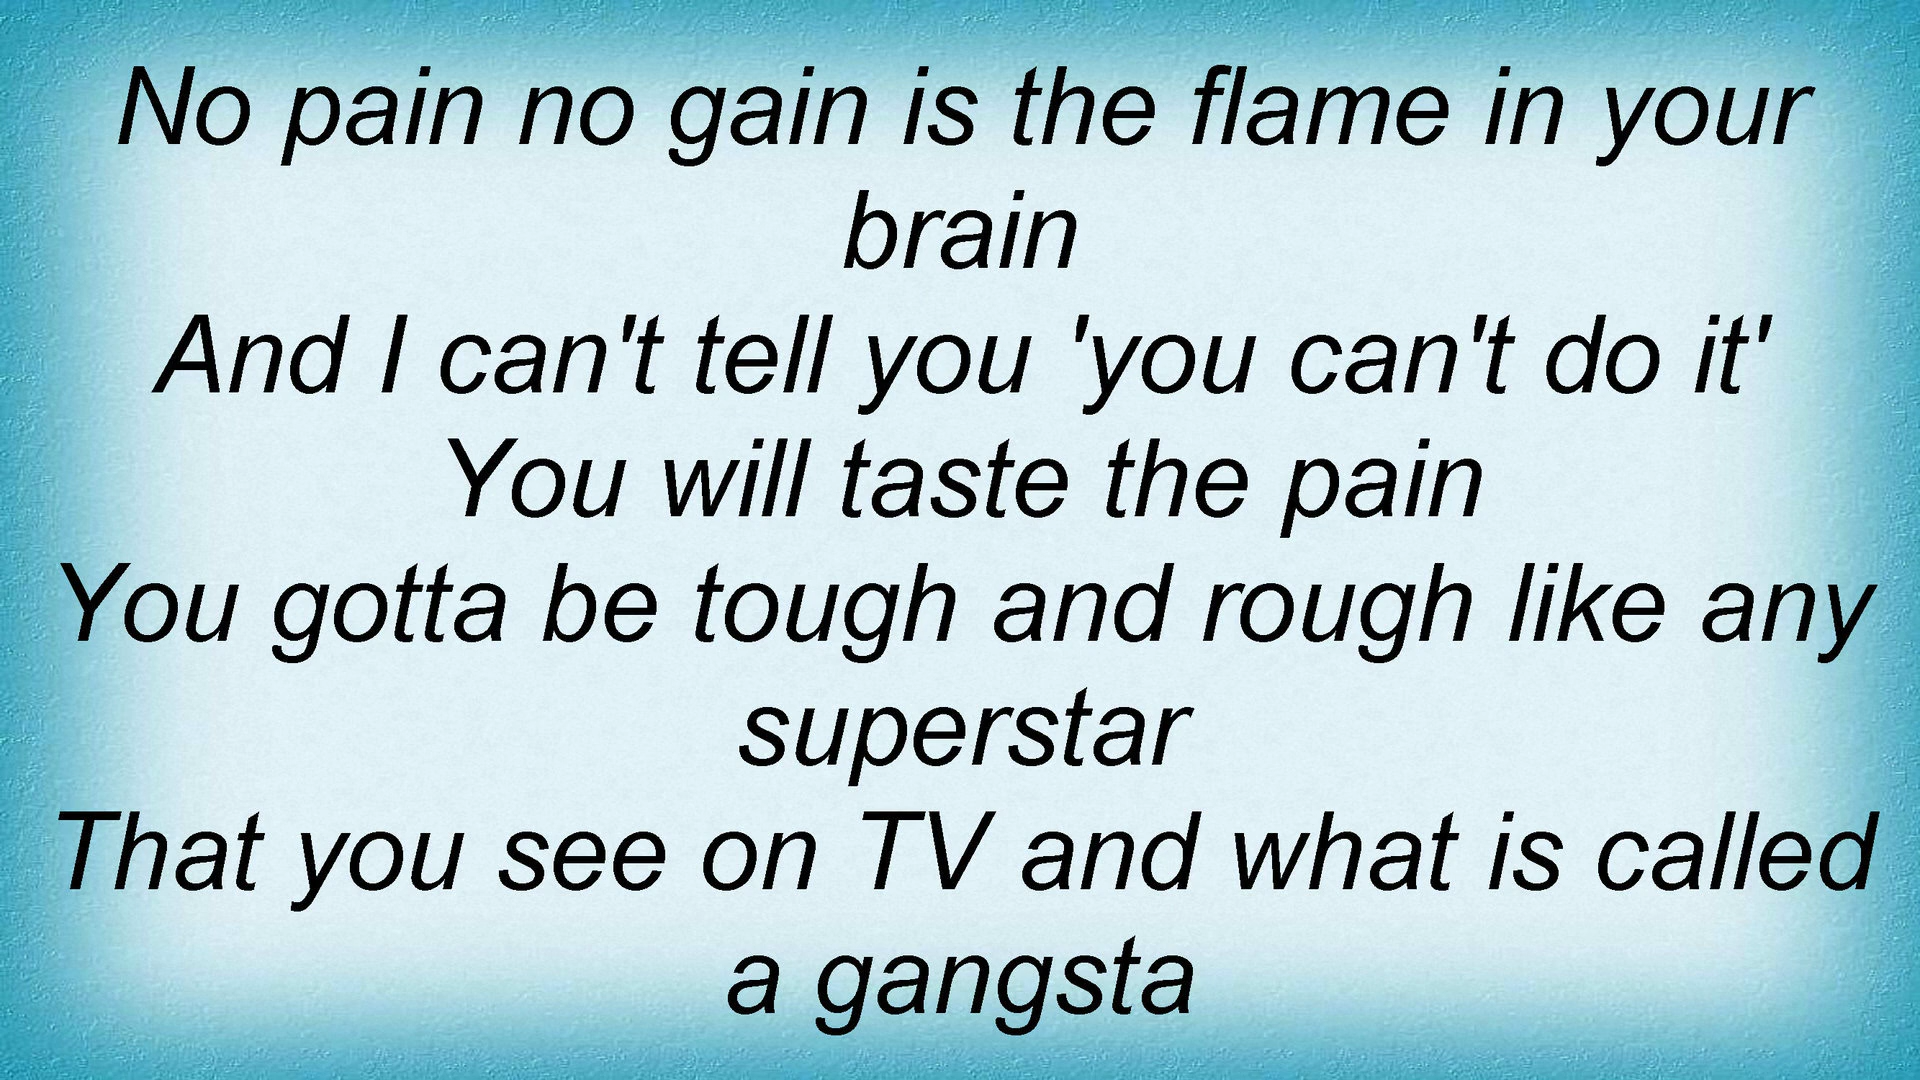 No pain no gain is the flame in your
brain
And I can't tell you 'you can't do it'
You will taste the pain
You gotta be tough and rough like any
superstar
That you see on TV and what is called
a gangsta